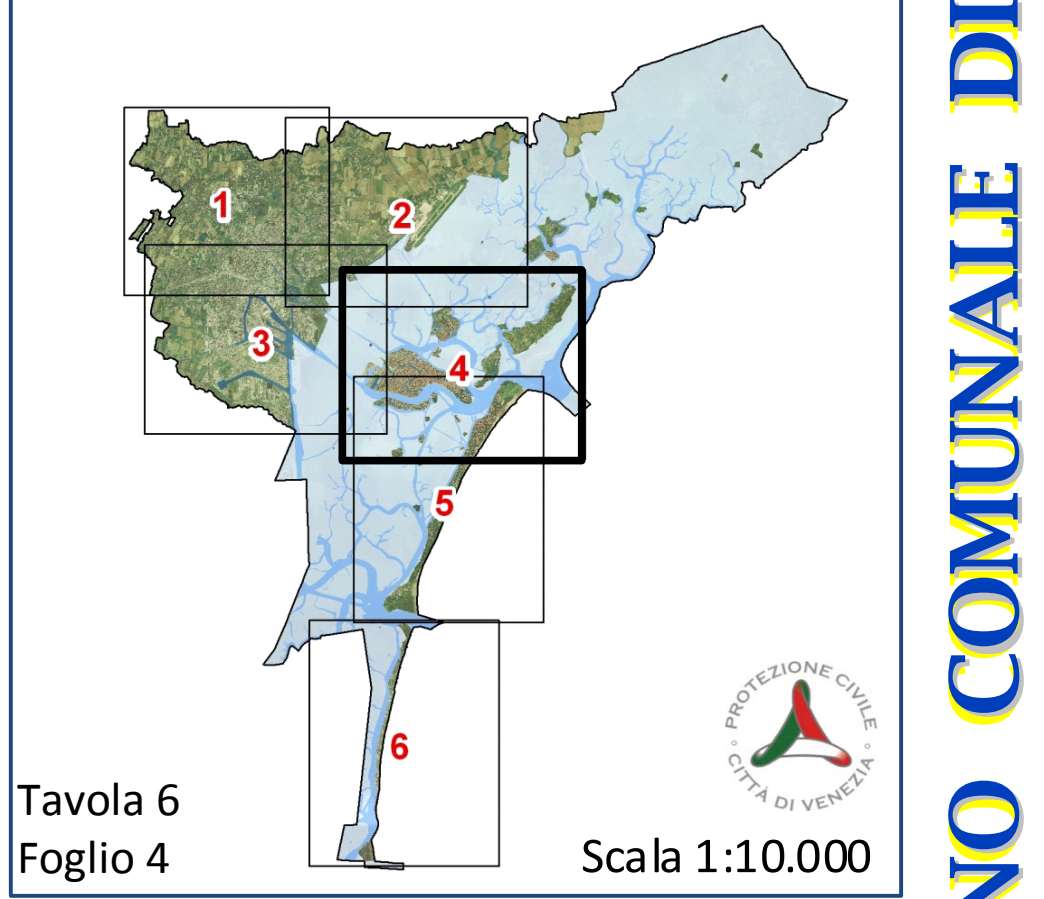 1
2
3
4
5
6
Tavola 6
Foglio 4
Scala 1:10.000
PROTEZIONE CIVILE
CITTÀ DI VENEZIA
NO COMUNALE DI